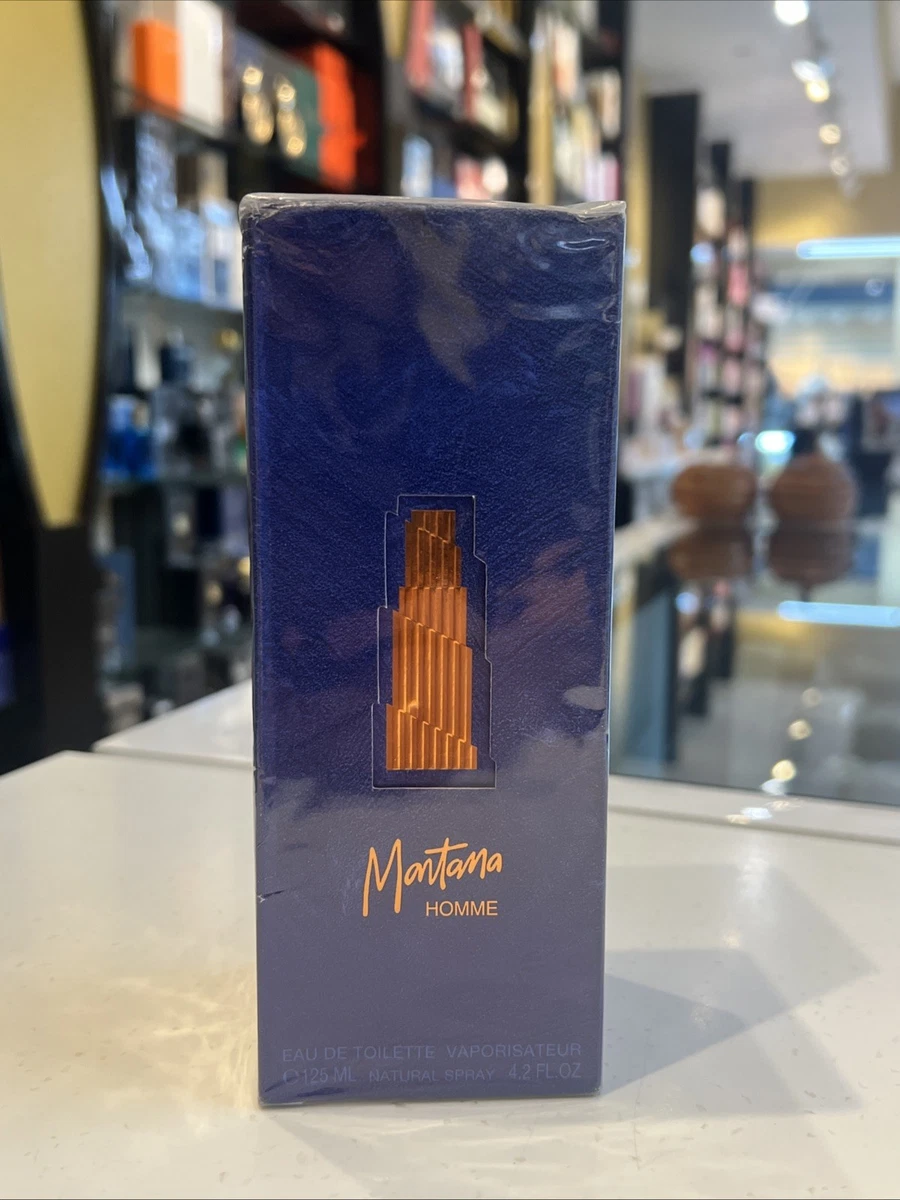 Montana
HOMME
EAU DE TOILETTE VAPORISATEUR
℮125 ML NATURAL SPRAY 4.2 FL.OZ